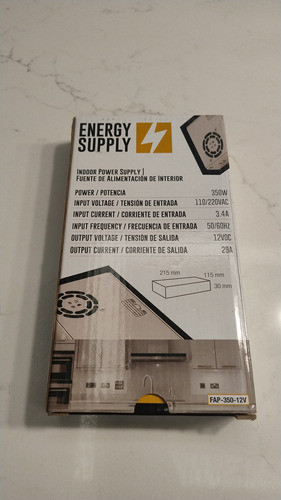 ENERGY
SUPPLY
INDOOR POWER SUPPLY |
FUENTE DE ALIMENTACIÓN DE INTERIOR
POWER / POTENCIA 350W
INPUT VOLTAGE / TENSIÓN DE ENTRADA 110/220VAC
INPUT CURRENT / CORRIENTE DE ENTRADA 3.4A
INPUT FREQUENCY / FRECUENCIA DE ENTRADA 50/60HZ
OUTPUT VOLTAGE / TENSIÓN DE SALIDA 12VDC
OUTPUT CURRENT / CORRIENTE DE SALIDA 29A
215 mm
115 mm
30 mm
FAP-350-12V